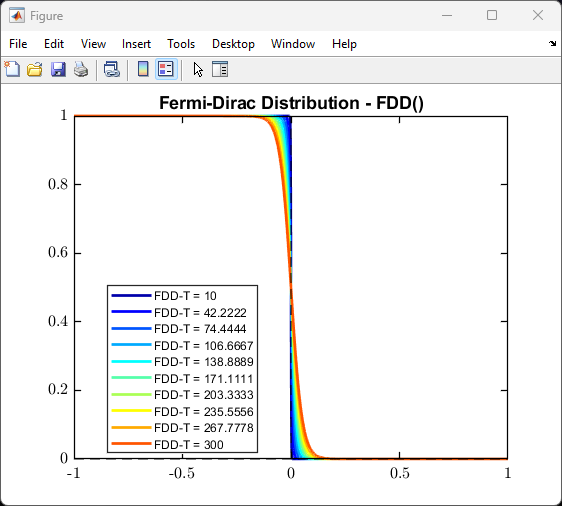 Figure
File Edit View Insert Tools Desktop Window Help
Fermi-Dirac Distribution - FDD()
1
0.8
0.6
0.4
0.2
0
FDD-T = 10
FDD-T = 42.2222
FDD-T = 74.4444
FDD-T = 106.6667
FDD-T = 138.8889
FDD-T = 171.1111
FDD-T = 203.3333
FDD-T = 235.5556
FDD-T = 267.7778
FDD-T = 300
-1 -0.5 0 0.5 1